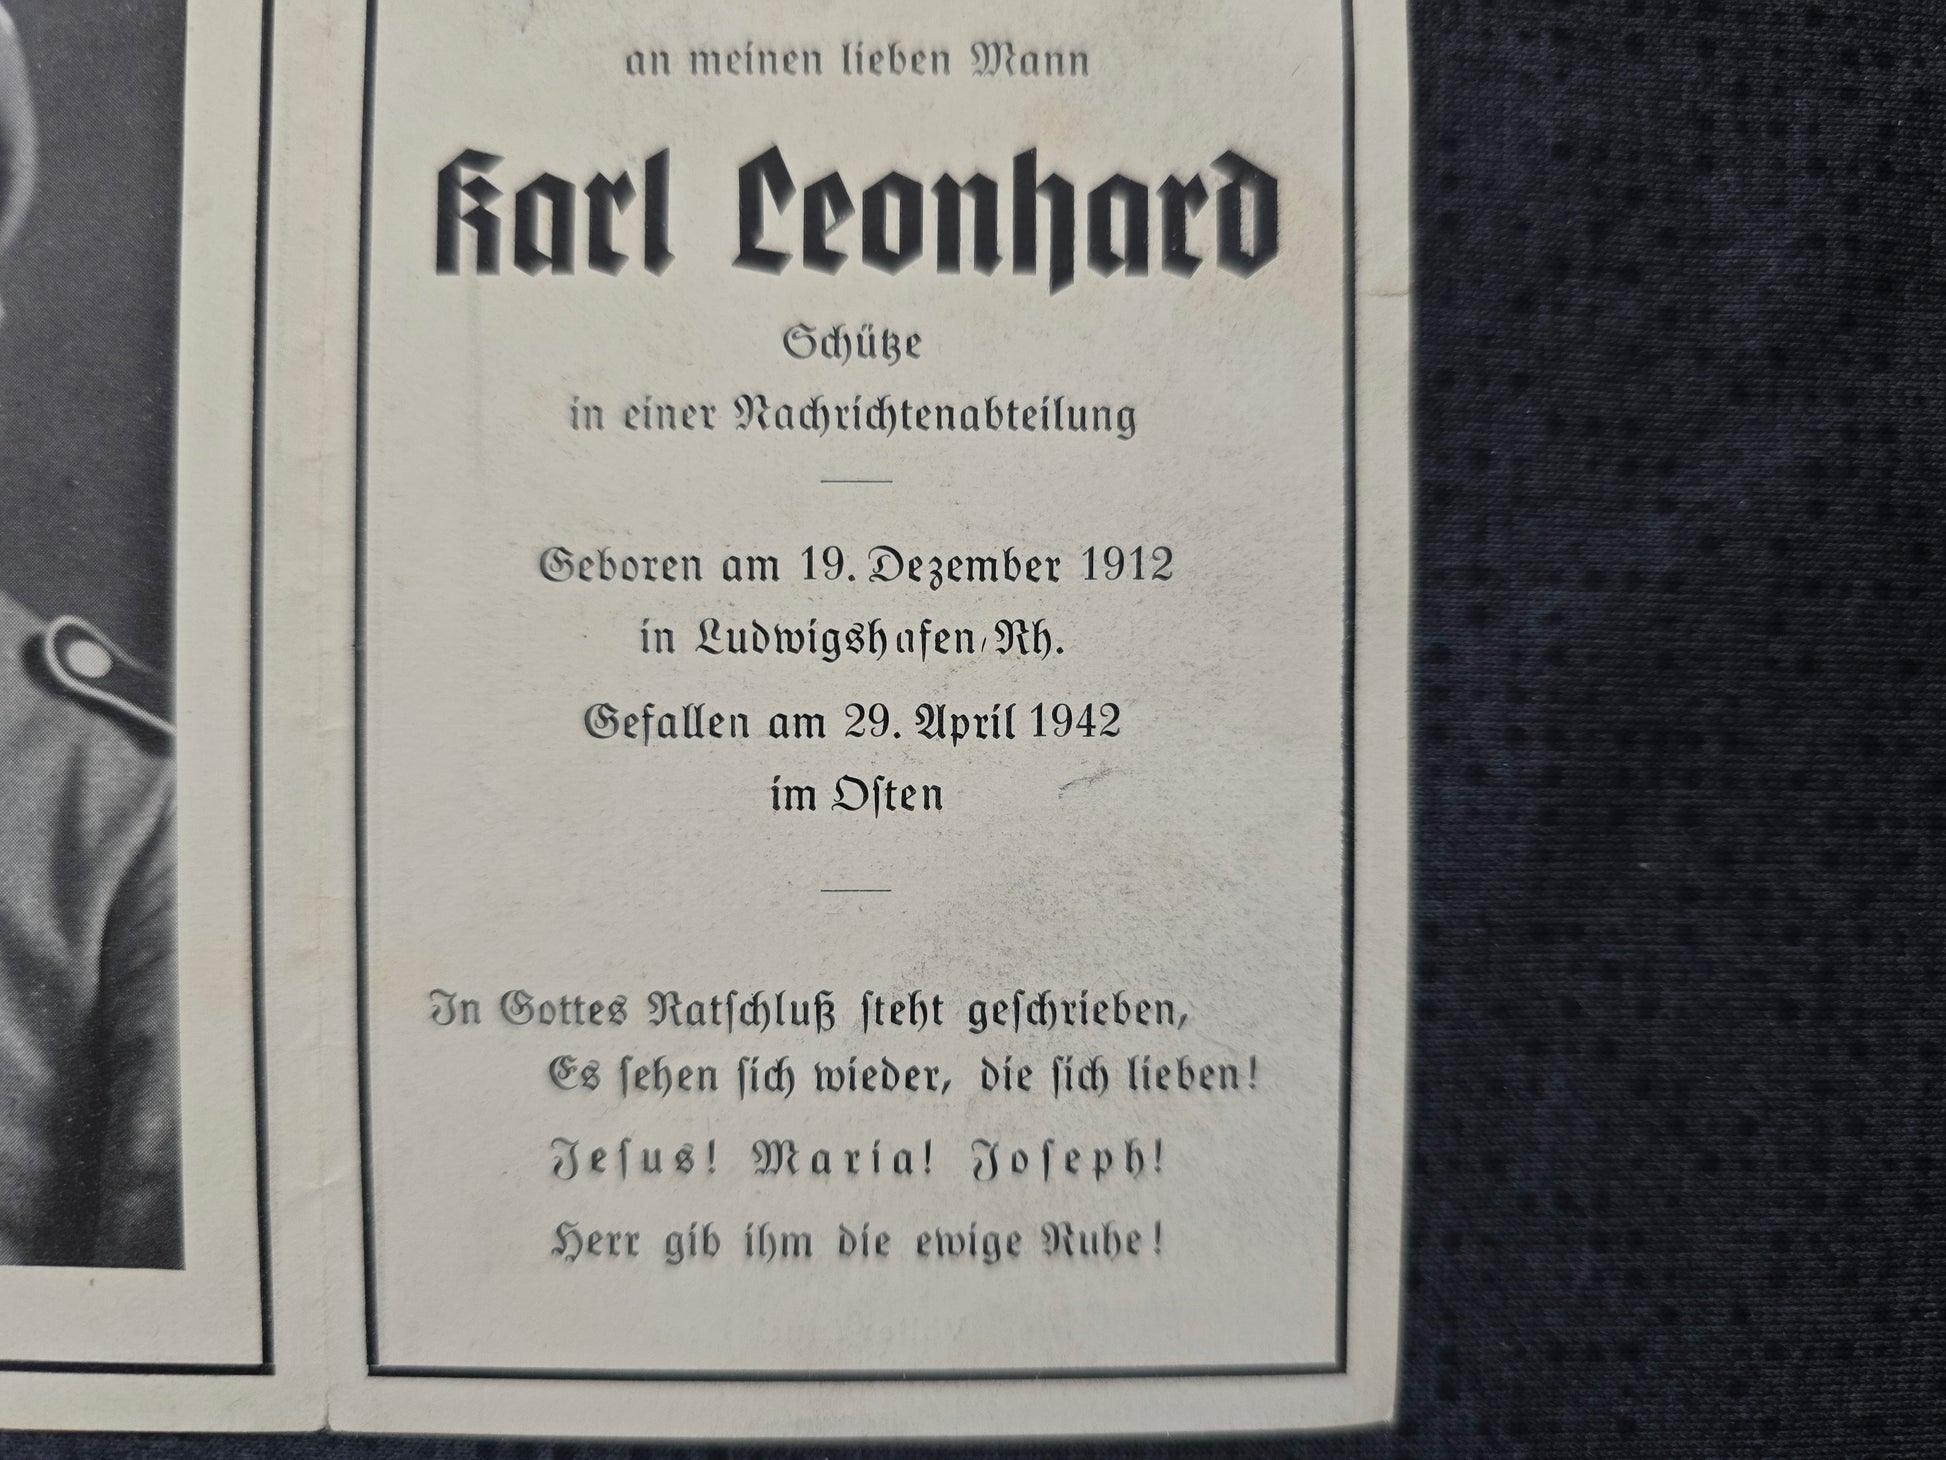 an meinen lieben Mann
Karl Leonhard
Schütze
in einer Nachrichtenabteilung
Geboren am 19. Dezember 1912
in Ludwigshafen/Rh.
Gefallen am 29. April 1942
im Oſten
In Gottes Ratſchluß ſteht geſchrieben,
Es ſehen ſich wieder, die ſich lieben!
Jeſus! Maria! Joſeph!
Herr gib ihm die ewige Ruhe!